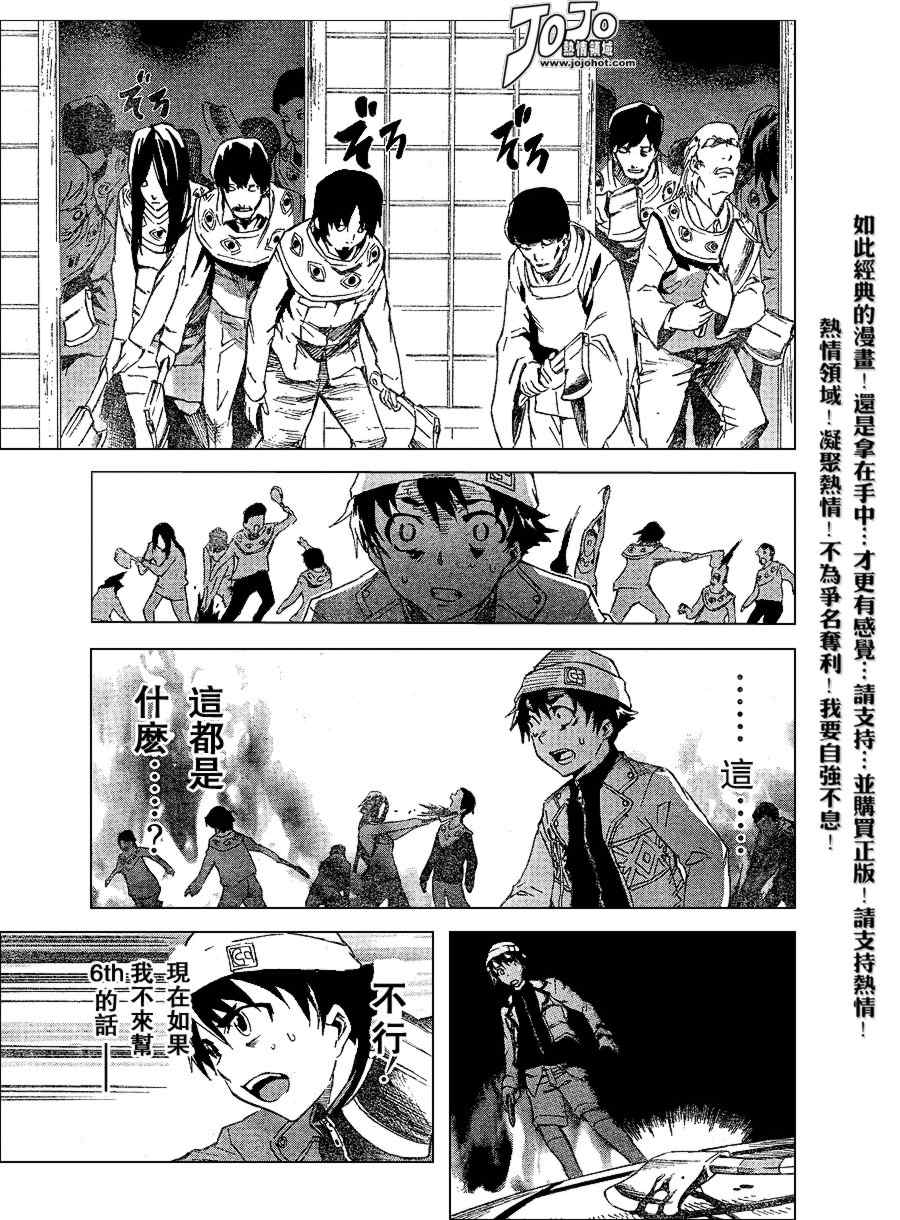 JOJO
熱情領域
www.jojohot.com
ぞろ
ぞろ
ぞろ
如此經典的漫畫！還是拿在手中…才更有感覺…請支持…並購買正版！請支持熱情！
熱情領域！凝聚熱情！不為爭名奪利！我要自強不息！
……這……
這都是
什麼……？
不行！
現在如果
我不來幫
6th的話——